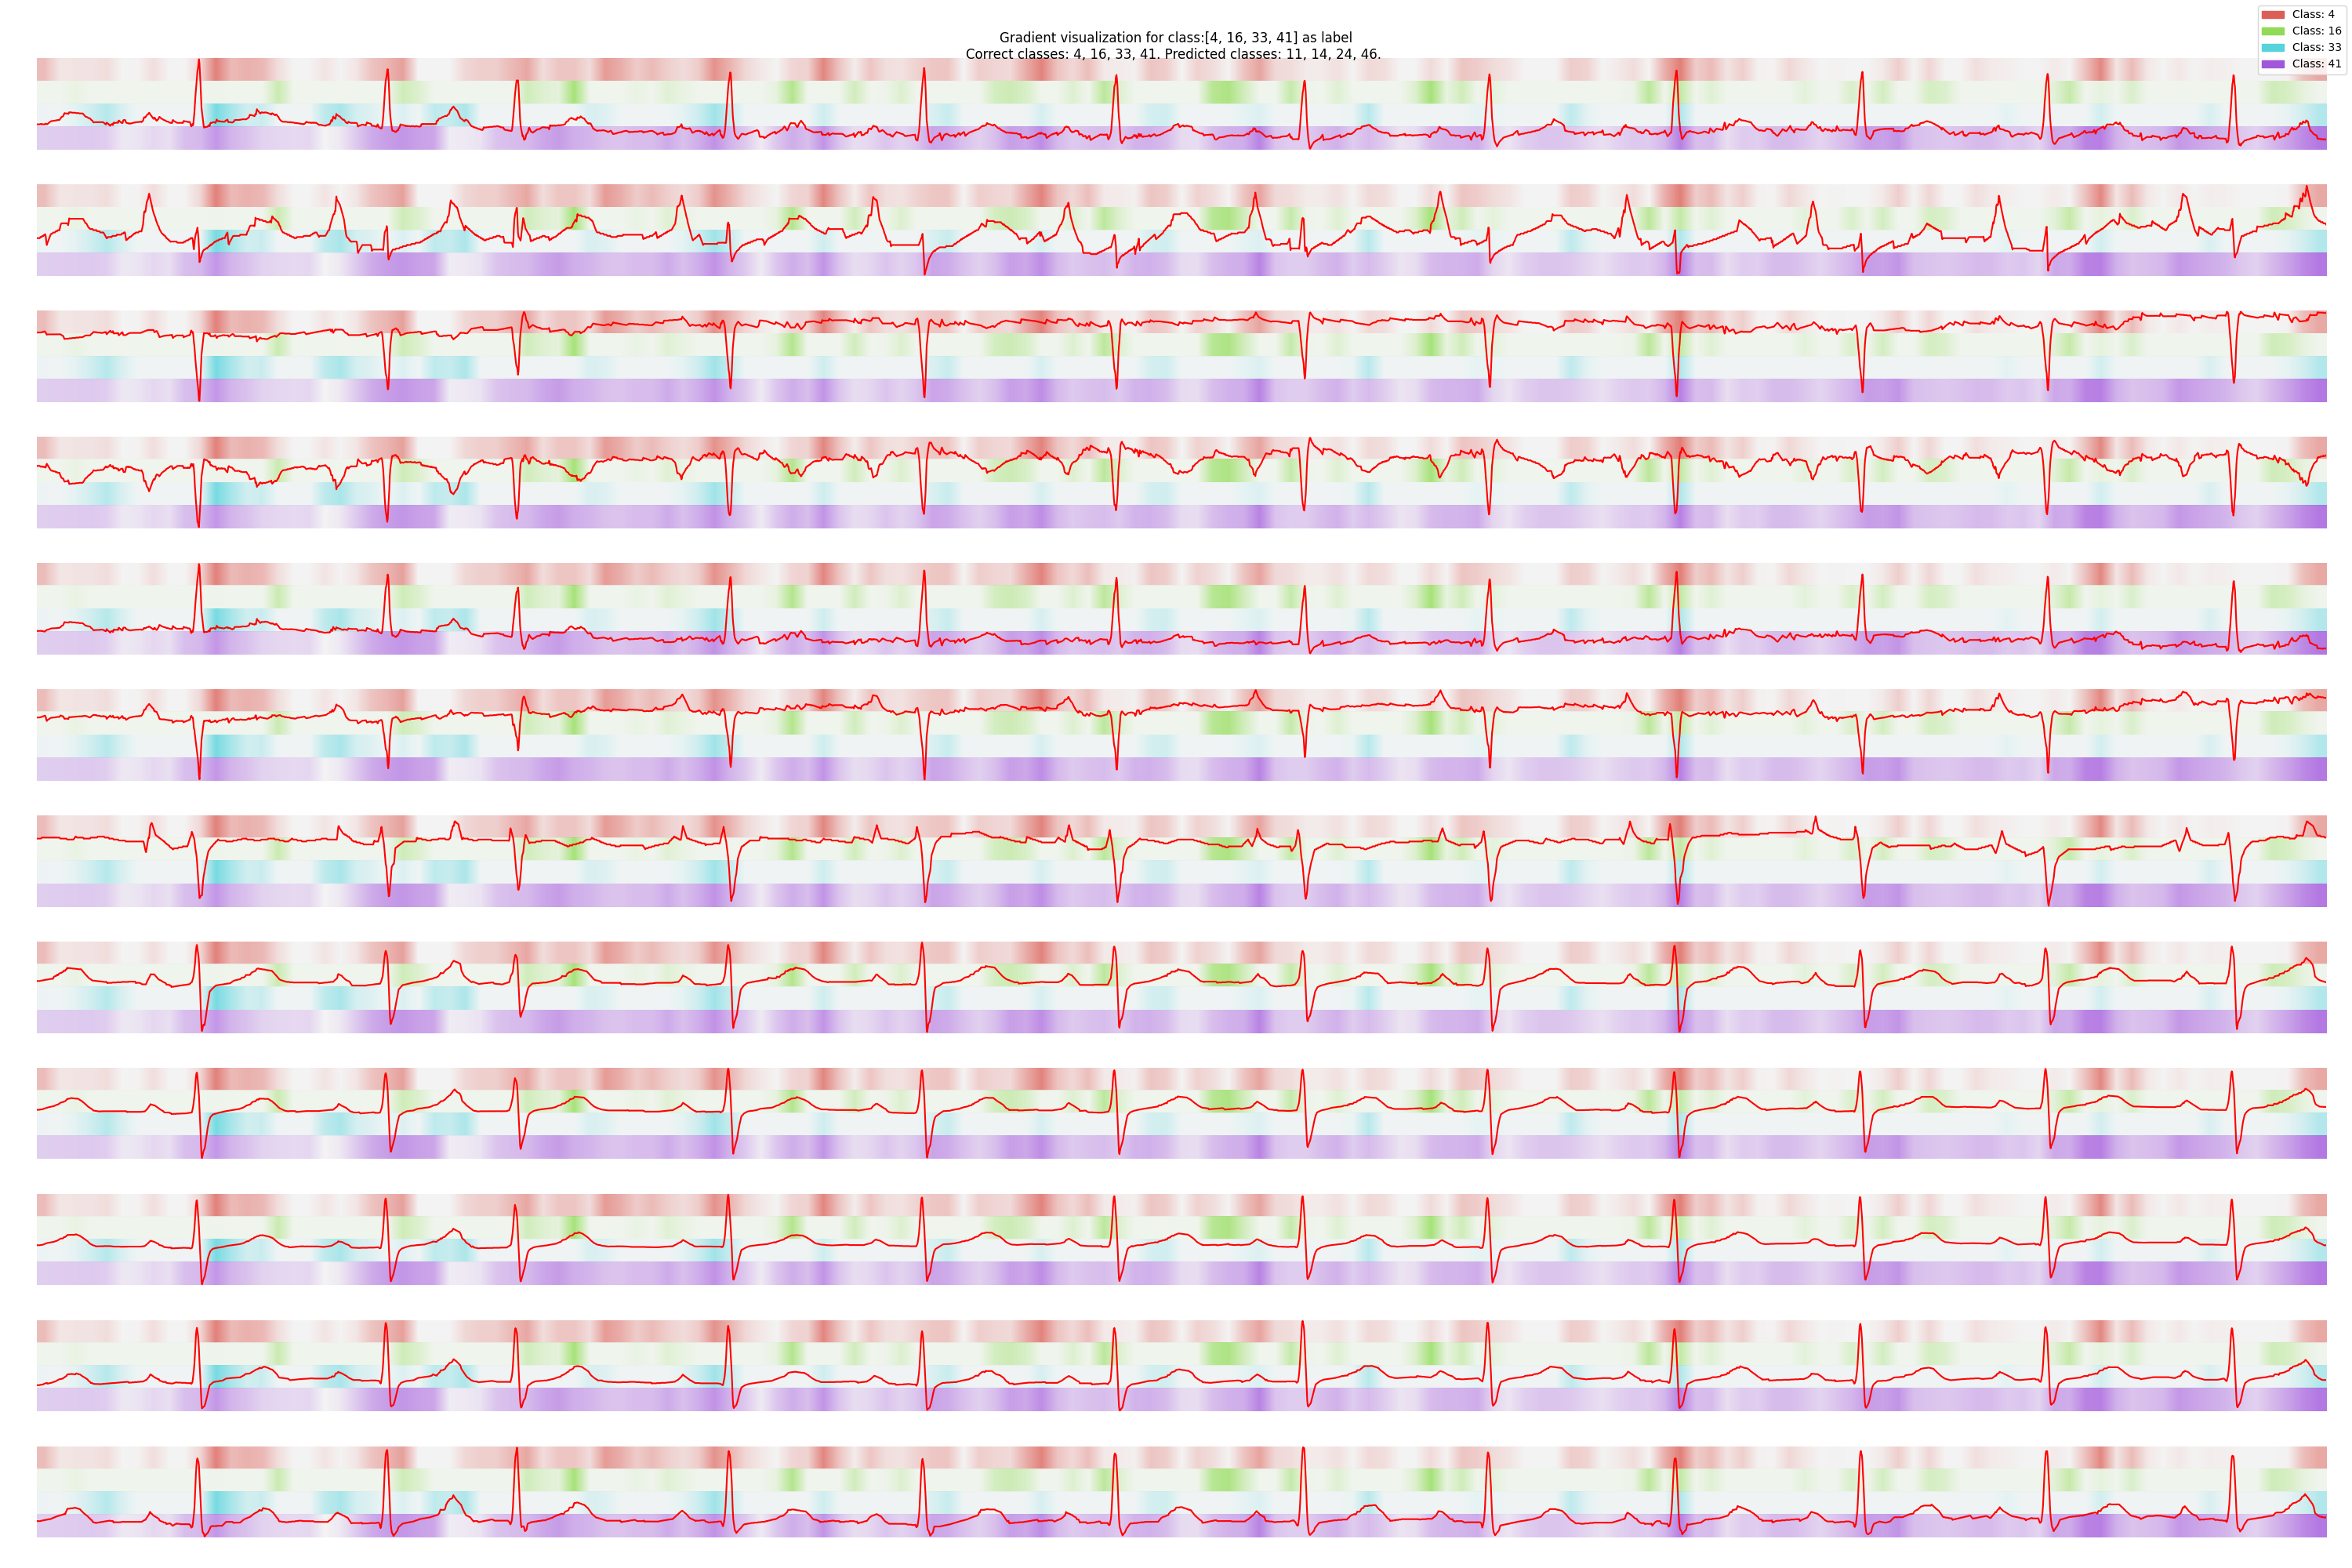 Gradient visualization for class:[4, 16, 33, 41] as label
Correct classes: 4, 16, 33, 41. Predicted classes: 11, 14, 24, 46.
Class: 4
Class: 16
Class: 33
Class: 41